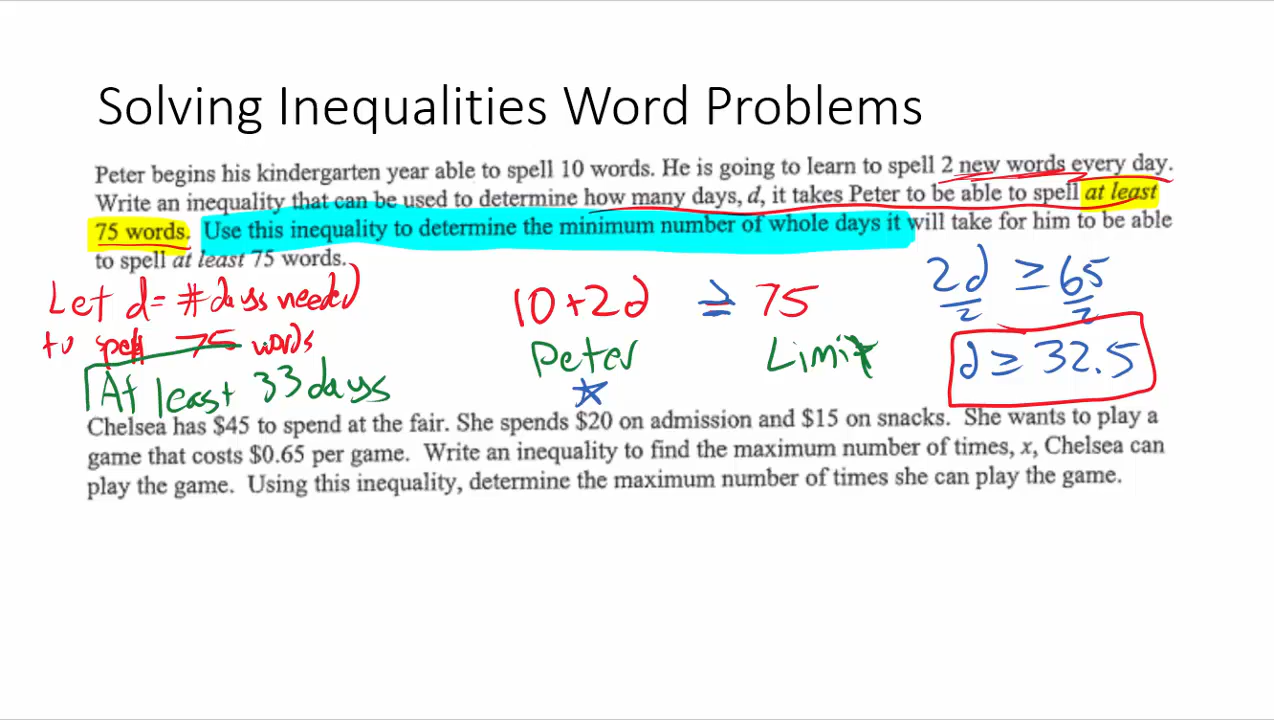 Solving Inequalities Word Problems
Peter begins his kindergarten year able to spell 10 words. He is going to learn to spell 2 new words every day.
Write an inequality that can be used to determine how many days, d, it takes Peter to be able to spell at least
75 words. Use this inequality to determine the minimum number of whole days it will take for him to be able
to spell at least 75 words.
Let d = # days needed
to spell 75 words
At least 33 days
10+2d ≥ 75
Peter Limit
2d ≥ 65
2 2
d ≥ 32.5
Chelsea has $45 to spend at the fair. She spends $20 on admission and $15 on snacks. She wants to play a
game that costs $0.65 per game. Write an inequality to find the maximum number of times, x, Chelsea can
play the game. Using this inequality, determine the maximum number of times she can play the game.